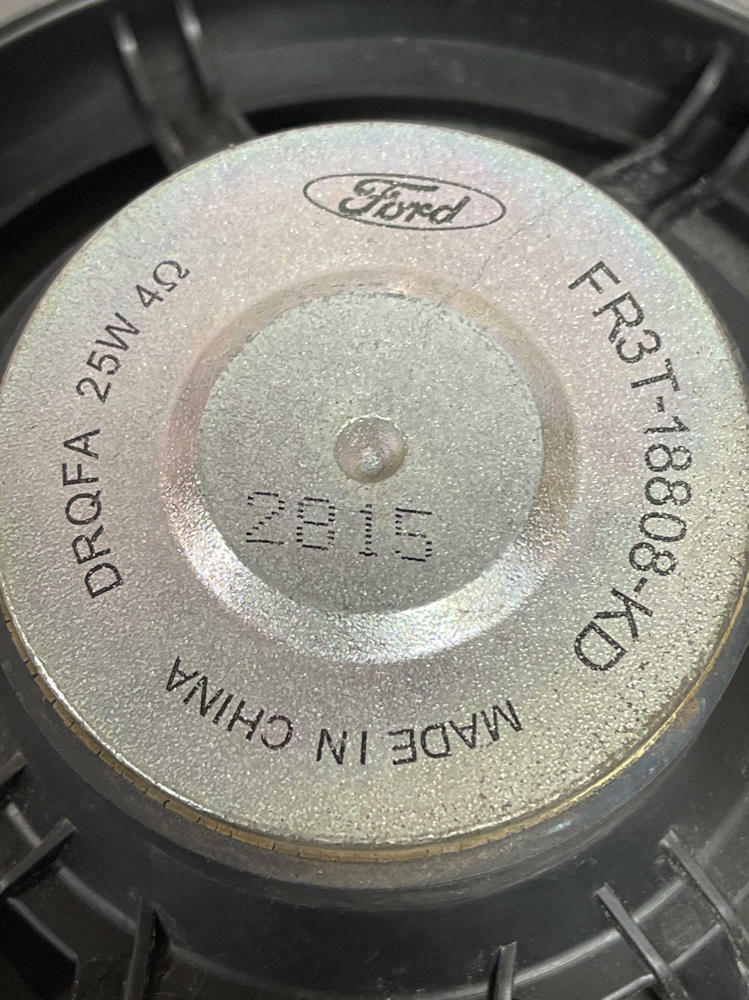 Ford
FR3T-18808-KD
DRQFA 25W 4Ω
2815
MADE IN CHINA